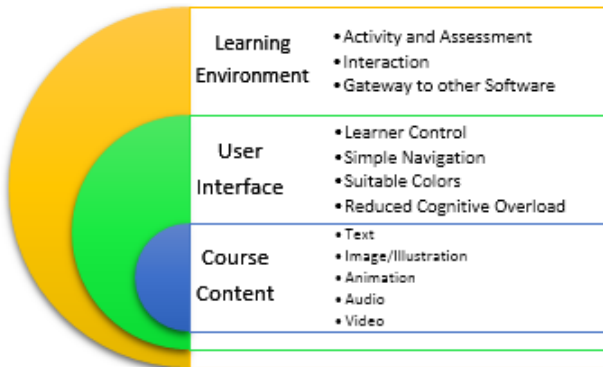 Learning
Environment
•Activity and Assessment
•Interaction
•Gateway to other Software
User
Interface
•Learner Control
•Simple Navigation
•Suitable Colors
•Reduced Cognitive Overload
Course
Content
•Text
•Image/Illustration
•Animation
•Audio
•Video